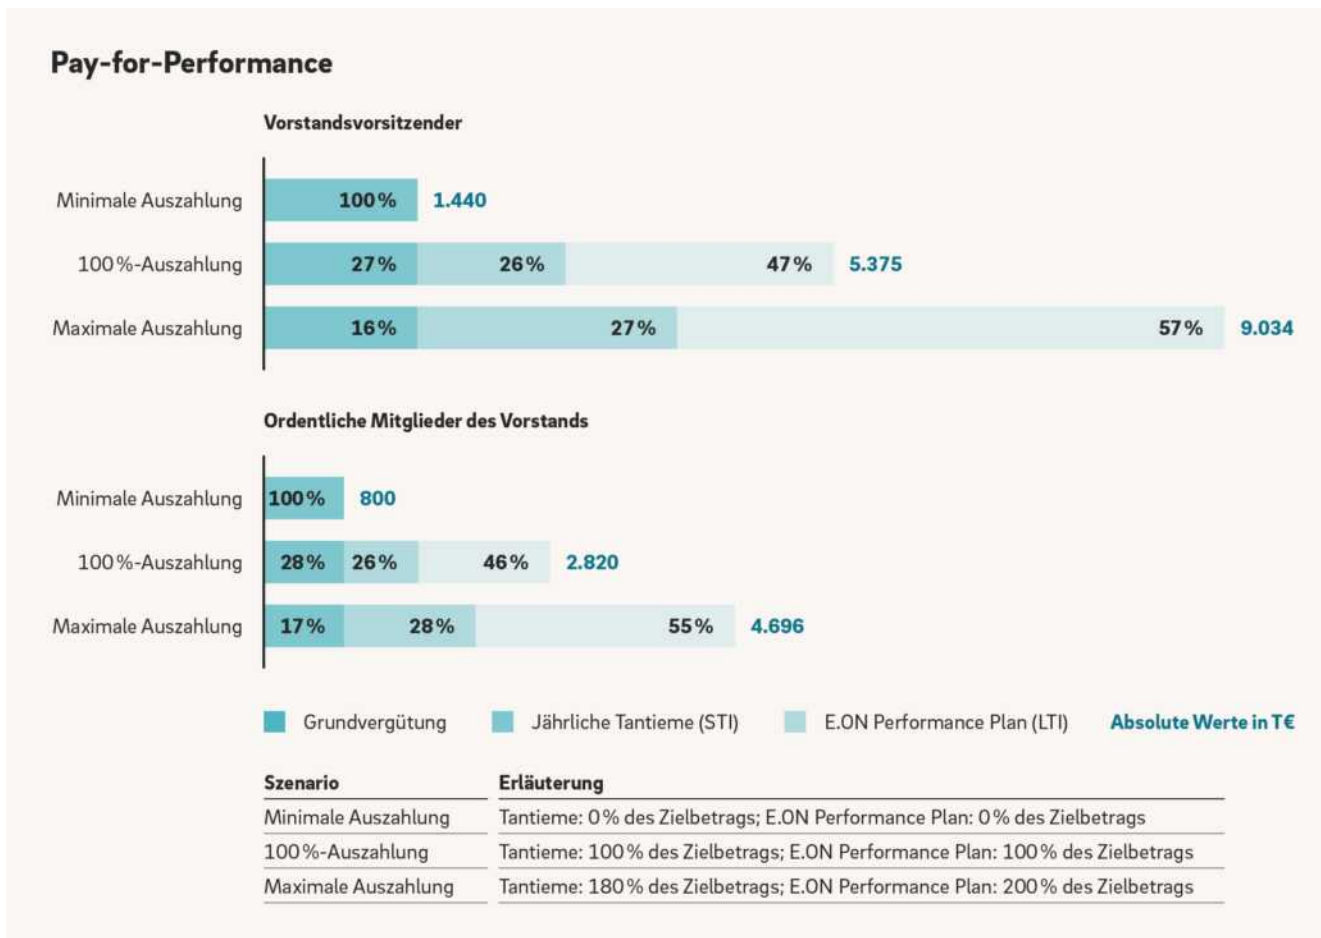 Pay-for-Performance
Vorstandsvorsitzender
Minimale Auszahlung 100 % 1.440
100 %-Auszahlung 27 % 26 % 47 % 5.375
Maximale Auszahlung 16 % 27 % 57 % 9.034
Ordentliche Mitglieder des Vorstands
Minimale Auszahlung 100 % 800
100 %-Auszahlung 28 % 26 % 46 % 2.820
Maximale Auszahlung 17 % 28 % 55 % 4.696
Grundvergütung Jährliche Tantieme (STI) E.ON Performance Plan (LTI) Absolute Werte in T€
Szenario Erläuterung
Minimale Auszahlung Tantieme: 0 % des Zielbetrags; E.ON Performance Plan: 0 % des Zielbetrags
100 %-Auszahlung Tantieme: 100 % des Zielbetrags; E.ON Performance Plan: 100 % des Zielbetrags
Maximale Auszahlung Tantieme: 180 % des Zielbetrags; E.ON Performance Plan: 200 % des Zielbetrags